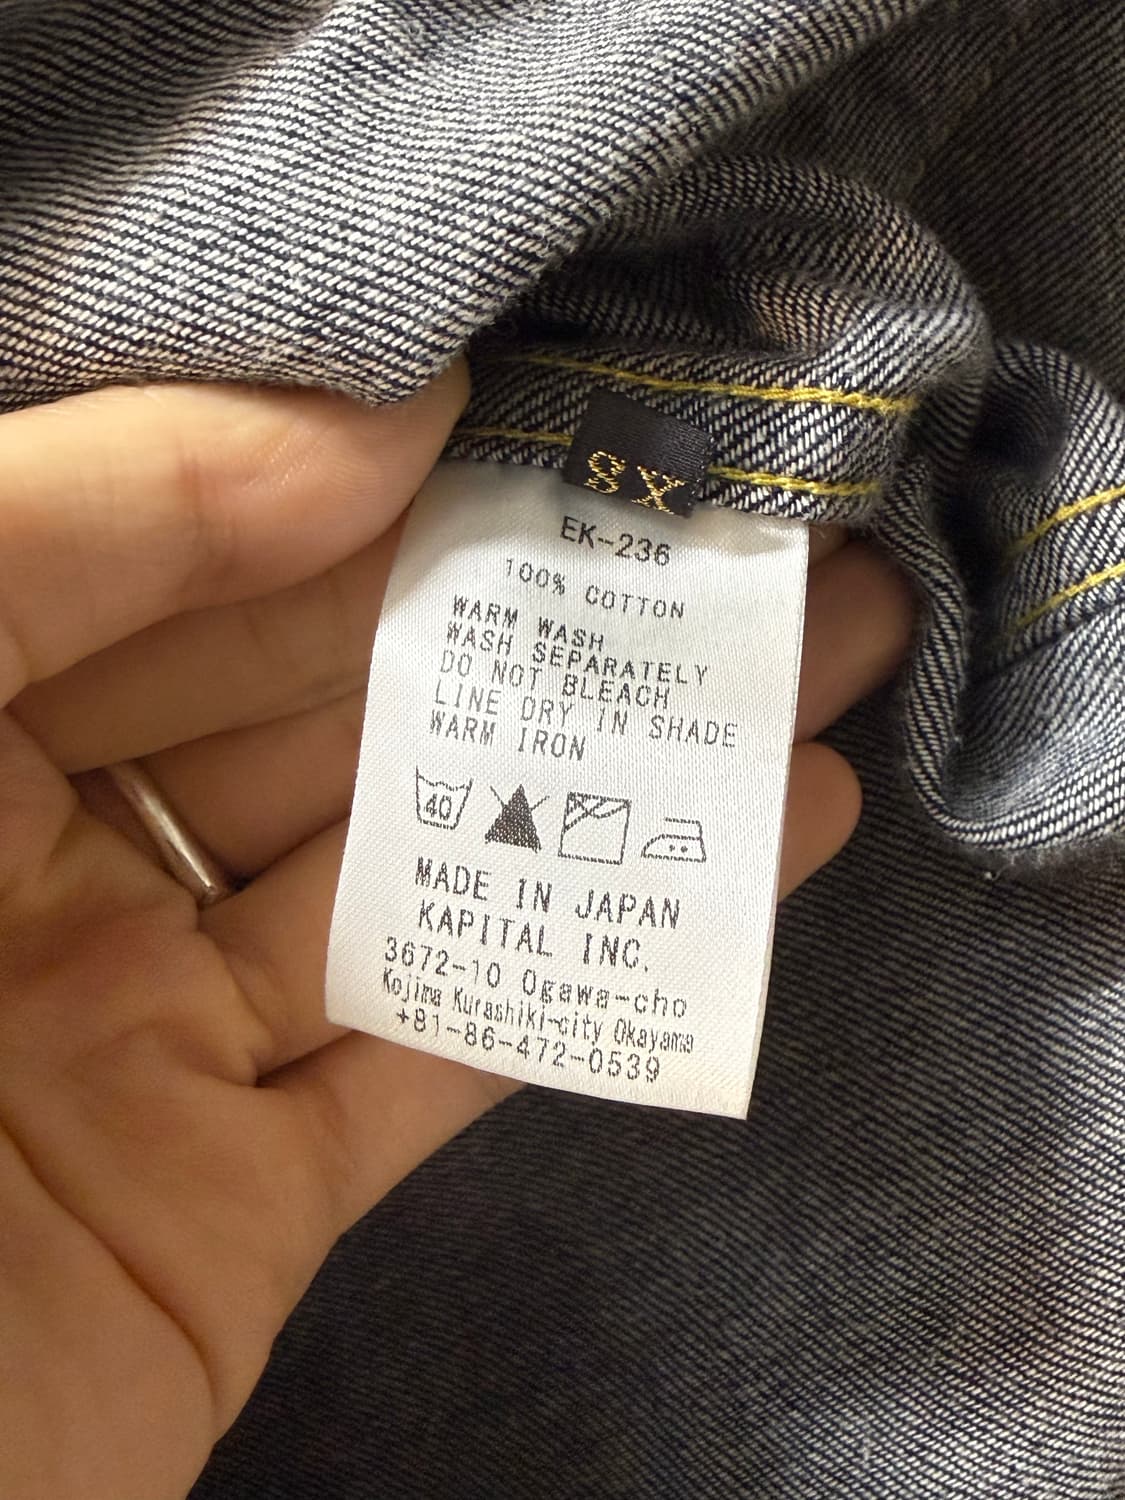 8X
EK-236
100% COTTON
WARM WASH
WASH SEPARATELY
DO NOT BLEACH
LINE DRY IN SHADE
WARM IRON
40
MADE IN JAPAN
KAPITAL INC.
3672-10 Ogawa-cho
Kojima Kurashiki-city Okayama
+81-86-472-0539